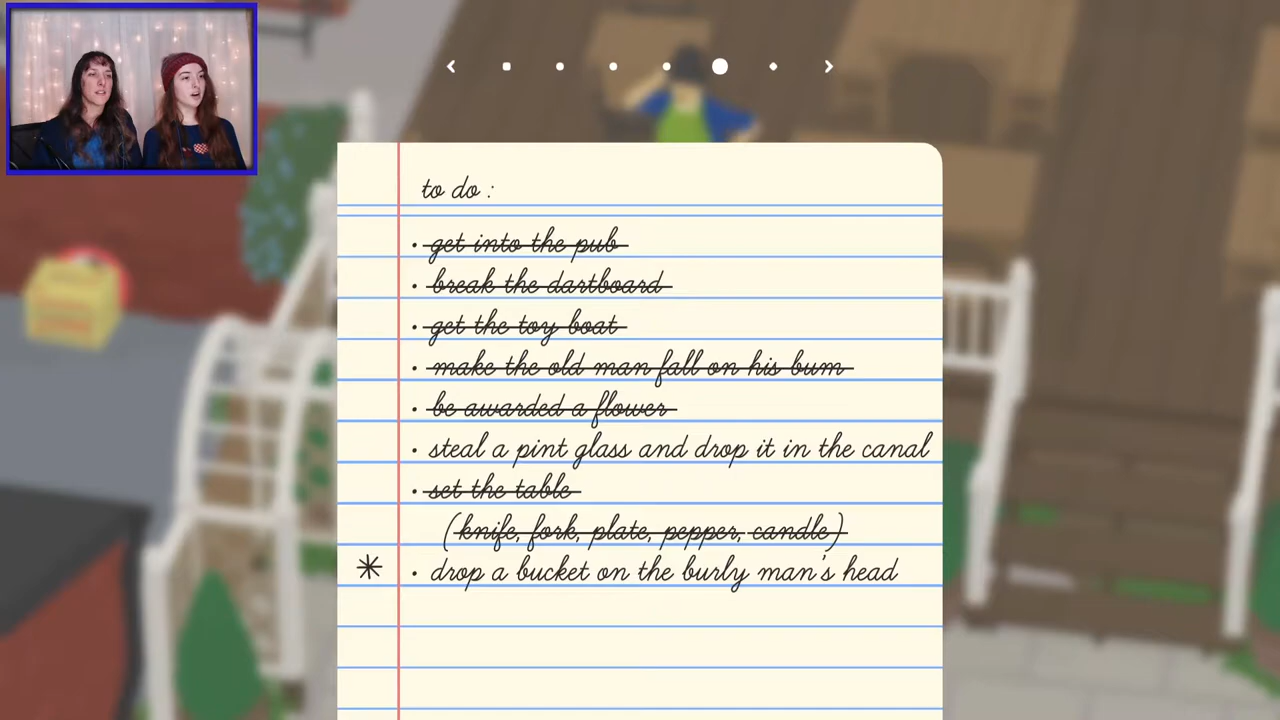 to do :
• get into the pub
• break the dartboard
• get the toy boat
• make the old man fall on his bum
• be awarded a flower
• steal a pint glass and drop it in the canal
• set the table
(knife, fork, plate, pepper, candle)
• drop a bucket on the burly man's head